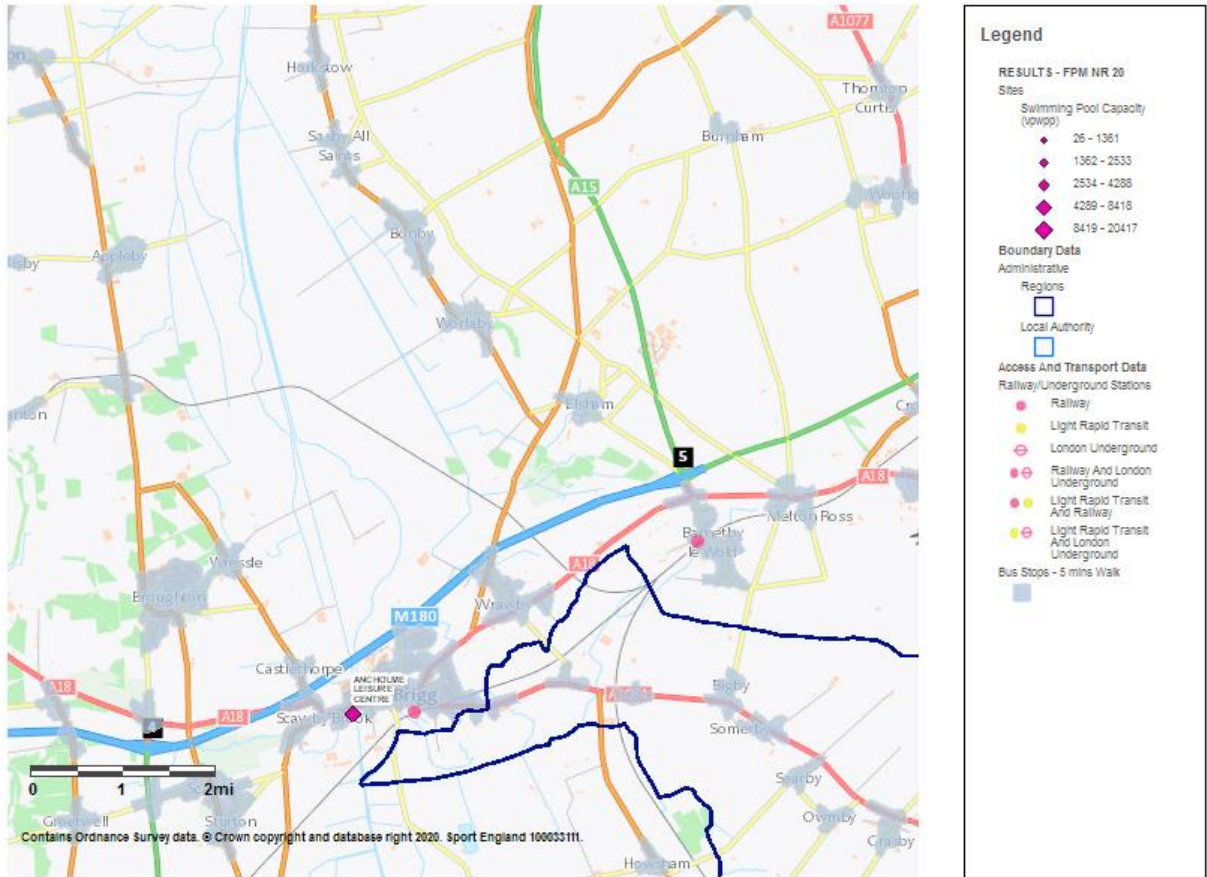 A1077
Horkstow
Thornton
Curtis
Saxby All
Saints
Burnham
A15
Bonby
Appleby
Worlaby
Elsham
5
A18
Melton Ross
Barnetby
le Wold
A18
Wressle
Broughton
Wrawby
M180
Castlethorpe
ANCHOLME
LEISURE
CENTRE
Brigg
Bigby
A18
A18
Scawby Brook
Somerby
4
0 1 2mi
Searby
Sturton
Owmby
Grasby
Contains Ordnance Survey data. © Crown copyright and database right 2020. Sport England 100033111.
Howsham
Legend
RESULTS - FPM NR 20
Sites
Swimming Pool Capacity
(vpwpp)
26 - 1361
1362 - 2533
2534 - 4288
4289 - 8418
8419 - 20417
Boundary Data
Administrative
Regions
Local Authority
Access And Transport Data
Railway/Underground Stations
Railway
Light Rapid Transit
London Underground
Railway And London
Underground
Light Rapid Transit
And Railway
Light Rapid Transit
And London
Underground
Bus Stops - 5 mins Walk